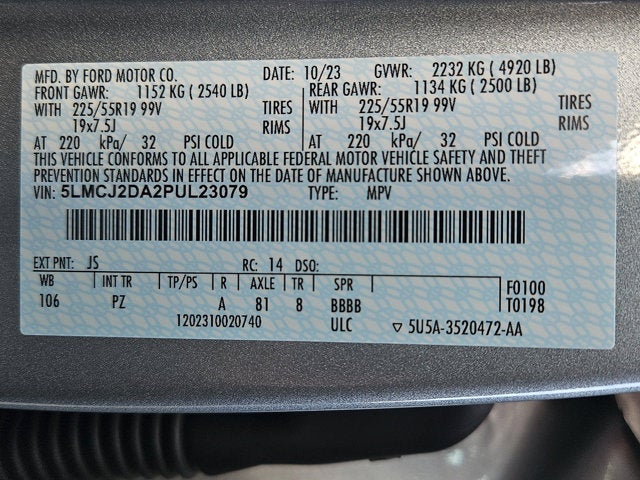 MFD. BY FORD MOTOR CO. DATE: 10/23 GVWR: 2232 KG ( 4920 LB)
FRONT GAWR: 1152 KG ( 2540 LB) REAR GAWR: 1134 KG ( 2500 LB)
WITH 225/55R19 99V TIRES WITH 225/55R19 99V TIRES
19x7.5J RIMS 19x7.5J RIMS
AT 220 kPa/ 32 PSI COLD AT 220 kPa/ 32 PSI COLD
THIS VEHICLE CONFORMS TO ALL APPLICABLE FEDERAL MOTOR VEHICLE SAFETY AND THEFT
PREVENTION STANDARDS IN EFFECT ON THE DATE OF MANUFACTURE SHOWN ABOVE.
VIN: 5LMCJ2DA2PUL23079 TYPE: MPV
EXT PNT: JS RC: 14 DSO:
WB INT TR TP/PS R AXLE TR SPR F0100
106 PZ A 81 8 BBBB T0198
120231002074​0 ULC ▽ 5U5A-3520472-AA